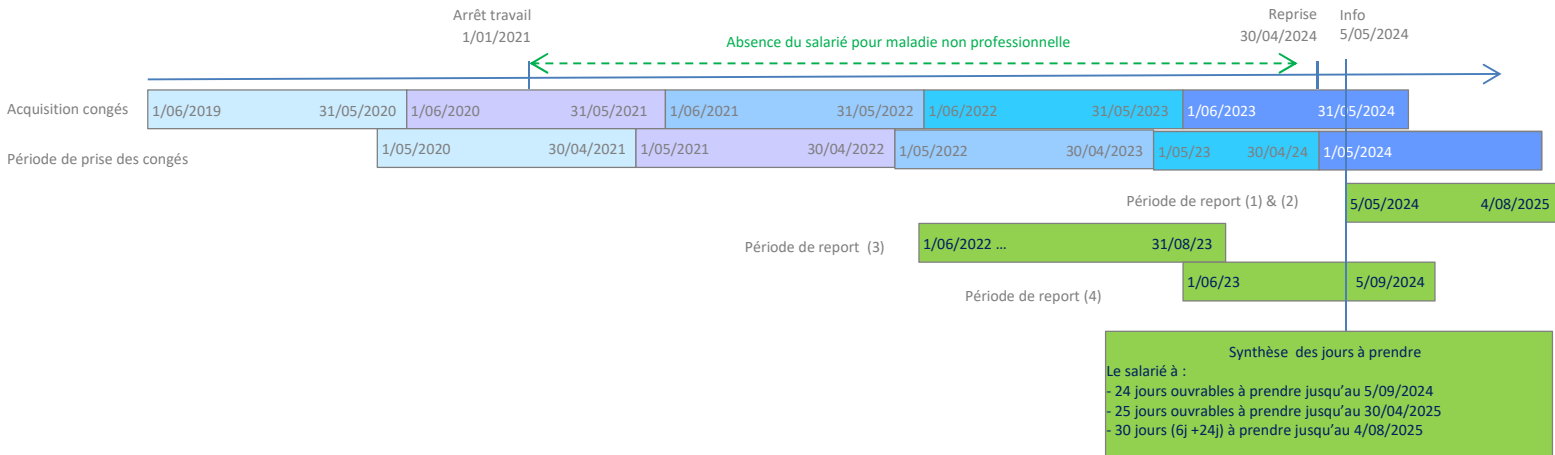 Arrêt travail
1/01/2021
Reprise
30/04/2024
Info
5/05/2024
Absence du salarié pour maladie non professionnelle
Acquisition congés
1/06/2019 31/05/2020 1/06/2020 31/05/2021 1/06/2021 31/05/2022 1/06/2022 31/05/2023 1/06/2023 31/05/2024
Période de prise des congés
1/05/2020 30/04/2021 1/05/2021 30/04/2022 1/05/2022 30/04/2023 1/05/23 30/04/24 1/05/2024
Période de report (1) & (2) 5/05/2024 4/08/2025
Période de report (3) 1/06/2022 ... 31/08/23
Période de report (4) 1/06/23 5/09/2024
Synthèse des jours à prendre
Le salarié à :
- 24 jours ouvrables à prendre jusqu'au 5/09/2024
- 25 jours ouvrables à prendre jusqu'au 30/04/2025
- 30 jours (6j +24j) à prendre jusqu'au 4/08/2025